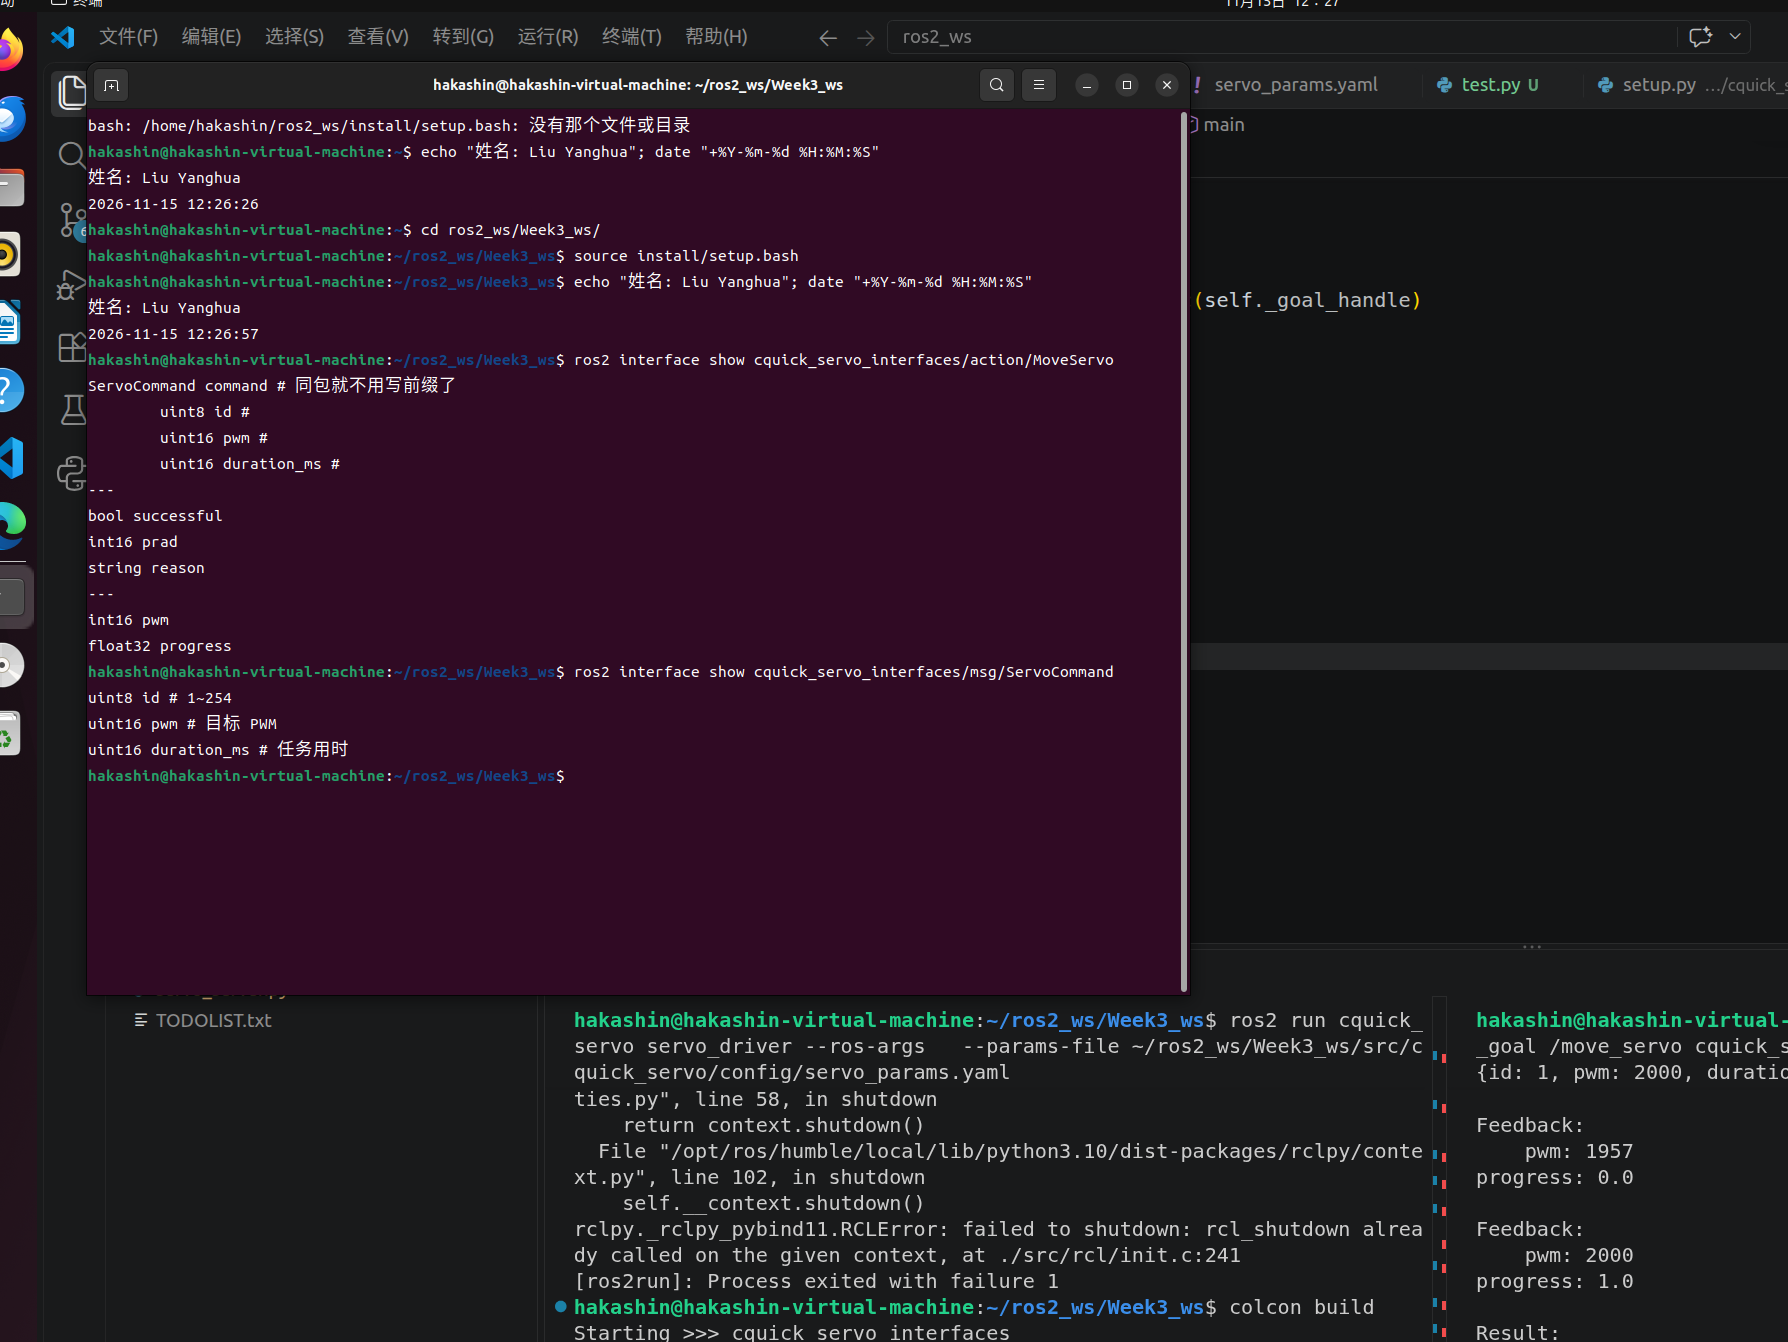 终端
11月15日 12：27
文件(F) 编辑(E) 选择(S) 查看(V) 转到(G) 运行(R) 终端(T) 帮助(H)
ros2_ws
hakashin@hakashin-virtual-machine: ~/ros2_ws/Week3_ws
servo_params.yaml
test.py U
setup.py
main
bash: /home/hakashin/ros2_ws/install/setup.bash: 没有那个文件或目录
hakashin@hakashin-virtual-machine:~$ echo "姓名: Liu Yanghua"; date "+%Y-%m-%d %H:%M:%S"
姓名: Liu Yanghua
2026-11-15 12:26:26
hakashin@hakashin-virtual-machine:~$ cd ros2_ws/Week3_ws/
hakashin@hakashin-virtual-machine:~/ros2_ws/Week3_ws$ source install/setup.bash
hakashin@hakashin-virtual-machine:~/ros2_ws/Week3_ws$ echo "姓名: Liu Yanghua"; date "+%Y-%m-%d %H:%M:%S"
姓名: Liu Yanghua
2026-11-15 12:26:57
hakashin@hakashin-virtual-machine:~/ros2_ws/Week3_ws$ ros2 interface show cquick_servo_interfaces/action/MoveServo
ServoCommand command # 同包就不用写前缀了
uint8 id #
uint16 pwm #
uint16 duration_ms #
---
bool successful
int16 prad
string reason
---
int16 pwm
float32 progress
hakashin@hakashin-virtual-machine:~/ros2_ws/Week3_ws$ ros2 interface show cquick_servo_interfaces/msg/ServoCommand
uint8 id # 1~254
uint16 pwm # 目标 PWM
uint16 duration_ms # 任务用时
hakashin@hakashin-virtual-machine:~/ros2_ws/Week3_ws$
(self._goal_handle)
TODOLIST.txt
hakashin@hakashin-virtual-machine:~/ros2_ws/Week3_ws$ ros2 run cquick_
servo servo_driver --ros-args   --params-file ~/ros2_ws/Week3_ws/src/c
quick_servo/config/servo_params.yaml
ties.py", line 58, in shutdown
return context.shutdown()
File "/opt/ros/humble/local/lib/python3.10/dist-packages/rclpy/conte
xt.py", line 102, in shutdown
self.__context.shutdown()
rclpy._rclpy_pybind11.RCLError: failed to shutdown: rcl_shutdown alrea
dy called on the given context, at ./src/rcl/init.c:241
[ros2run]: Process exited with failure 1
hakashin@hakashin-virtual-machine:~/ros2_ws/Week3_ws$ colcon build
Starting >>> cquick_servo_interfaces
hakashin@hakashin-virtual-
_goal /move_servo cquick_s
{id: 1, pwm: 2000, duratio
Feedback:
pwm: 1957
progress: 0.0
Feedback:
pwm: 2000
progress: 1.0
Result: